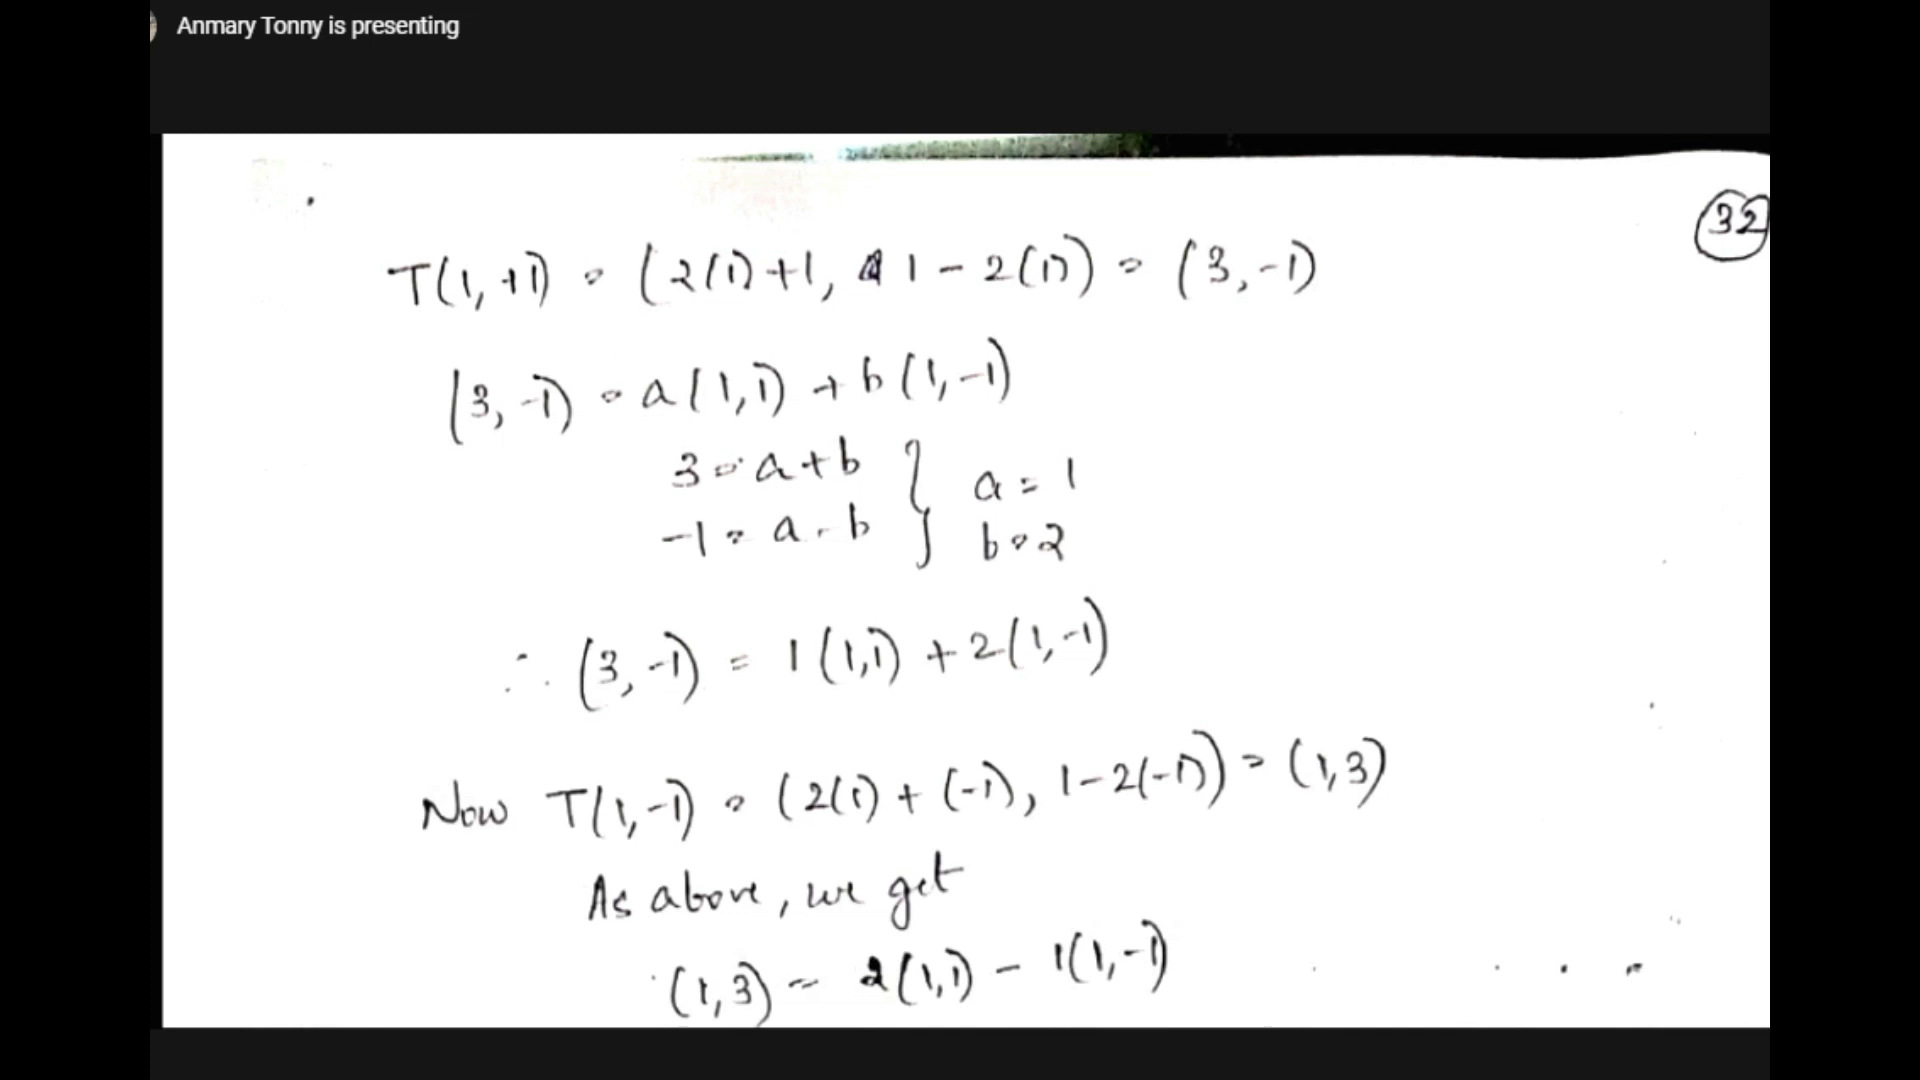 Anmary Tonny is presenting
32
T(1,+1) = (2(1)+1, 1-2(1)) = (3,-1)
(3,-1) = a(1,1) + b(1,-1)
3 = a+b } a = 1
-1 = a-b } b = 2
∴ (3,-1) = 1(1,1) + 2(1,-1)
Now T(1,-1) = (2(1) + (-1), 1-2(-1)) = (1,3)
As above, we get
(1,3) = 2(1,1) - 1(1,-1)